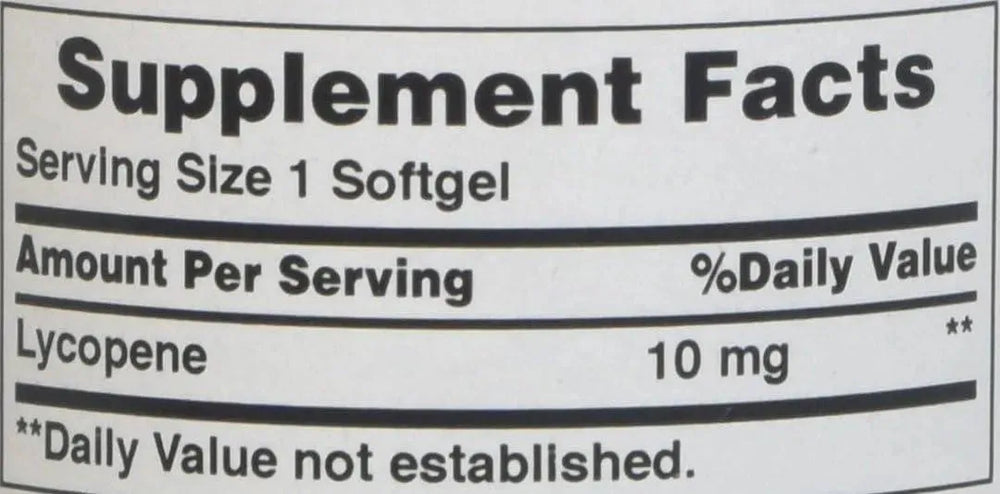 Supplement Facts
Serving Size 1 Softgel
Amount Per Serving %Daily Value
Lycopene 10 mg **
**Daily Value not established.